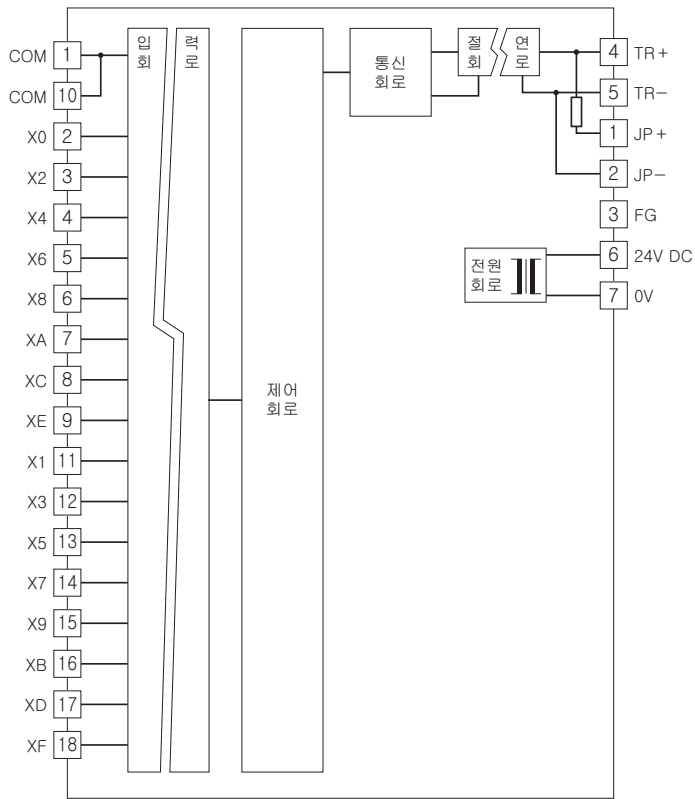 COM 1
COM 10
X0 2
X2 3
X4 4
X6 5
X8 6
XA 7
XC 8
XE 9
X1 11
X3 12
X5 13
X7 14
X9 15
XB 16
XD 17
XF 18
입 력
회 로
제어
회로
통신
회로
절 연
회 로
4 TR+
5 TR−
1 JP+
2 JP−
3 FG
6 24V DC
7 0V
전원
회로